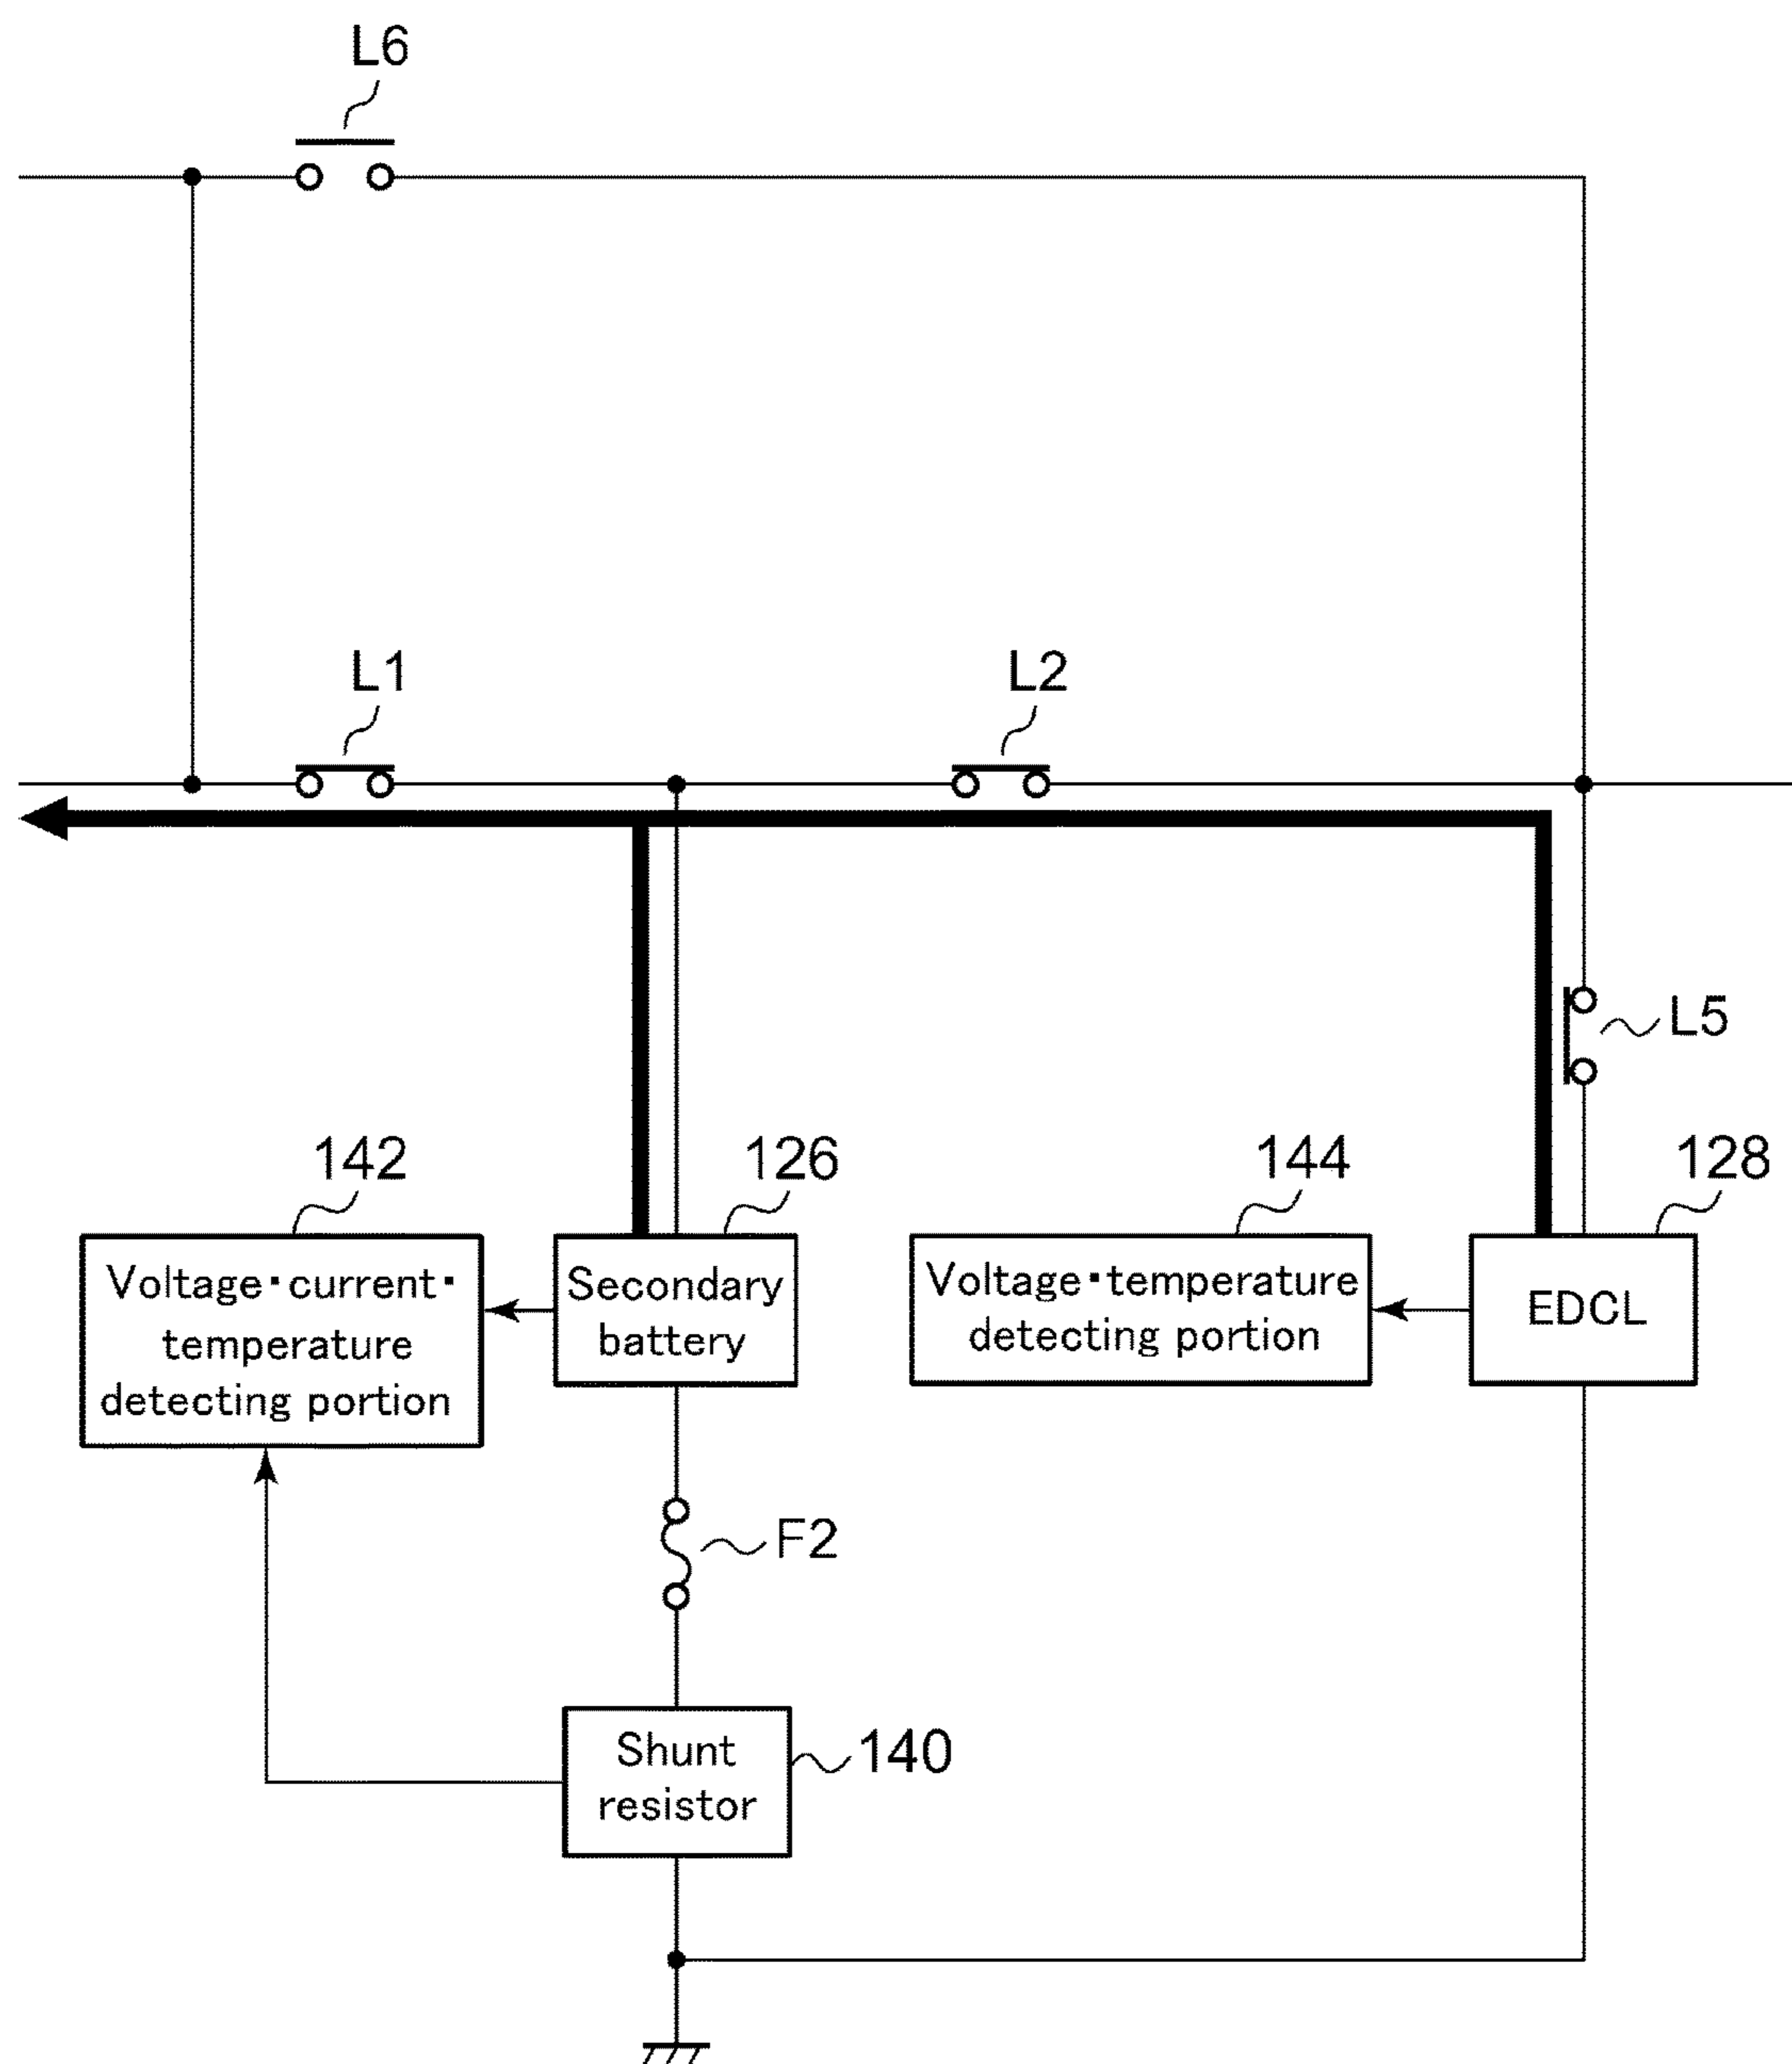 L6
L1
L2
L5
142
126
144
128
Voltage・current・
temperature
detecting portion
Secondary
battery
Voltage・temperature
detecting portion
EDCL
F2
Shunt
resistor
140